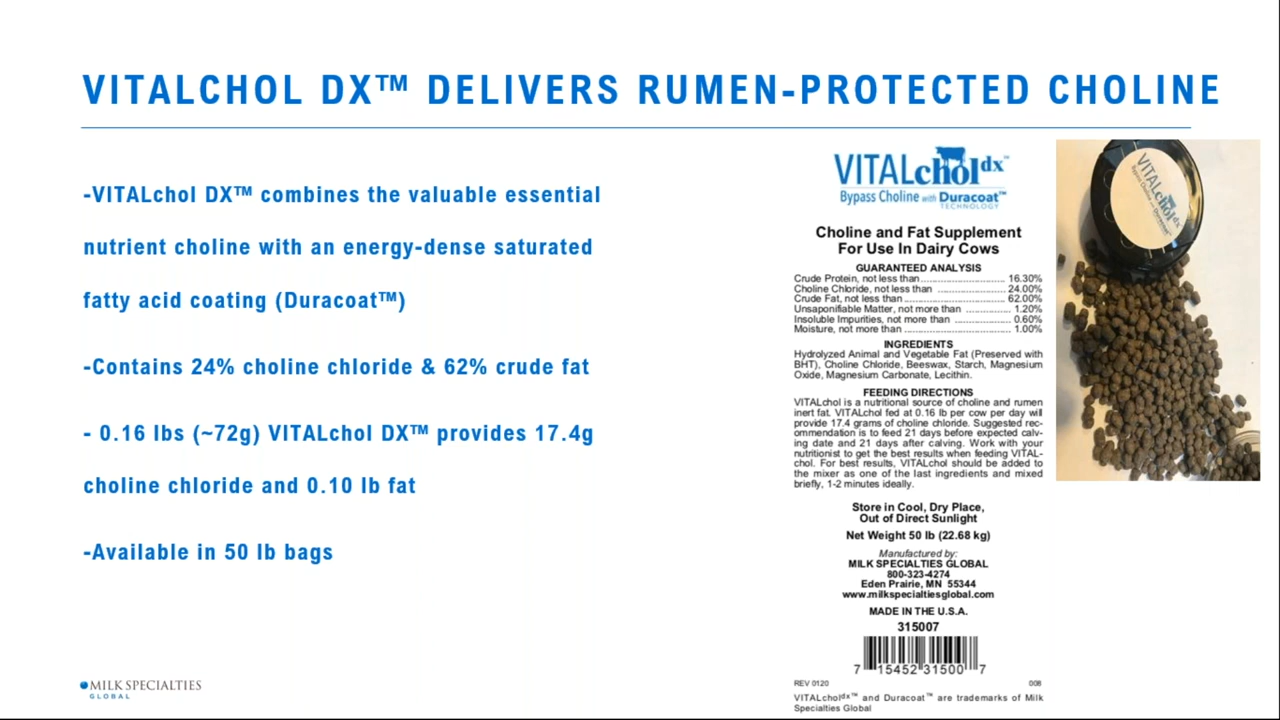 VITALCHOL DX™ DELIVERS RUMEN-PROTECTED CHOLINE
-VITALchol DX™ combines the valuable essential
nutrient choline with an energy-dense saturated
fatty acid coating (Duracoat™)
-Contains 24% choline chloride & 62% crude fat
- 0.16 lbs (~72g) VITALchol DX™ provides 17.4g
choline chloride and 0.10 lb fat
-Available in 50 lb bags
MILK SPECIALTIES
GLOBAL
VITALchol dx™
Bypass Choline with Duracoat™
TECHNOLOGY
Choline and Fat Supplement
For Use In Dairy Cows
GUARANTEED ANALYSIS
Crude Protein, not less than 16.30%
Choline Chloride, not less than 24.00%
Crude Fat, not less than 62.00%
Unsaponifiable Matter, not more than 1.20%
Insoluble Impurities, not more than 0.60%
Moisture, not more than 1.00%
INGREDIENTS
Hydrolyzed Animal and Vegetable Fat (Preserved with
BHT), Choline Chloride, Beeswax, Starch, Magnesium
Oxide, Magnesium Carbonate, Lecithin.
FEEDING DIRECTIONS
VITALchol is a nutritional source of choline and rumen
inert fat. VITALchol fed at 0.16 lb per cow per day will
provide 17.4 grams of choline chloride. Suggested rec-
ommendation is to feed 21 days before expected calv-
ing date and 21 days after calving. Work with your
nutritionist to get the best results when feeding VITAL-
chol. For best results, VITALchol should be added to
the mixer as one of the last ingredients and mixed
briefly, 1-2 minutes ideally.
Store in Cool, Dry Place,
Out of Direct Sunlight
Net Weight 50 lb (22.68 kg)
Manufactured by:
MILK SPECIALTIES GLOBAL
800-323-4274
Eden Prairie, MN 55344
www.milkspecialtiesglobal.com
MADE IN THE U.S.A.
315007
7 15452 31500 7
REV 0120 008
VITALchol dx™ and Duracoat™ are trademarks of Milk
Specialties Global
VITALchol dx
Bypass Choline with Duracoat